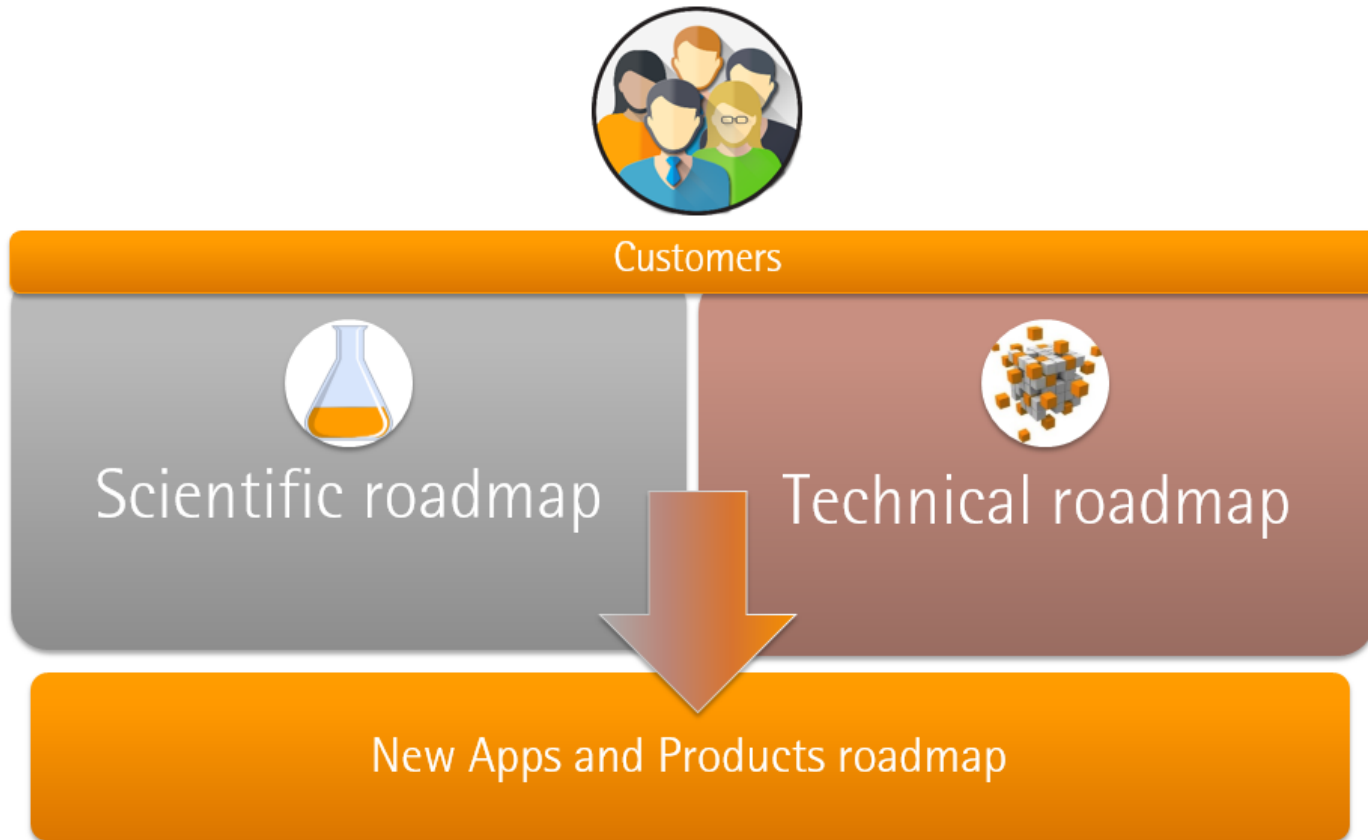 Customers
Scientific roadmap
Technical roadmap
New Apps and Products roadmap